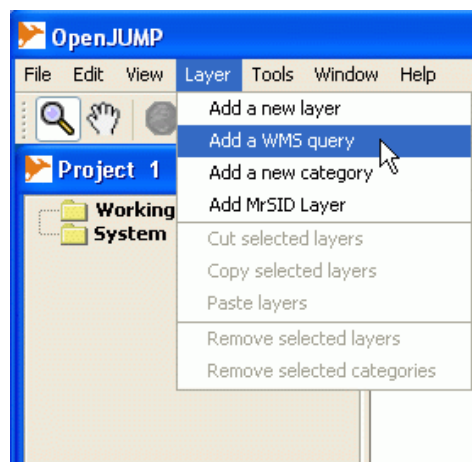 OpenJUMP
File Edit View Layer Tools Window Help
Add a new layer
Add a WMS query
Project 1
Add a new category
Add MrSID Layer
Working
System
Cut selected layers
Copy selected layers
Paste layers
Remove selected layers
Remove selected categories